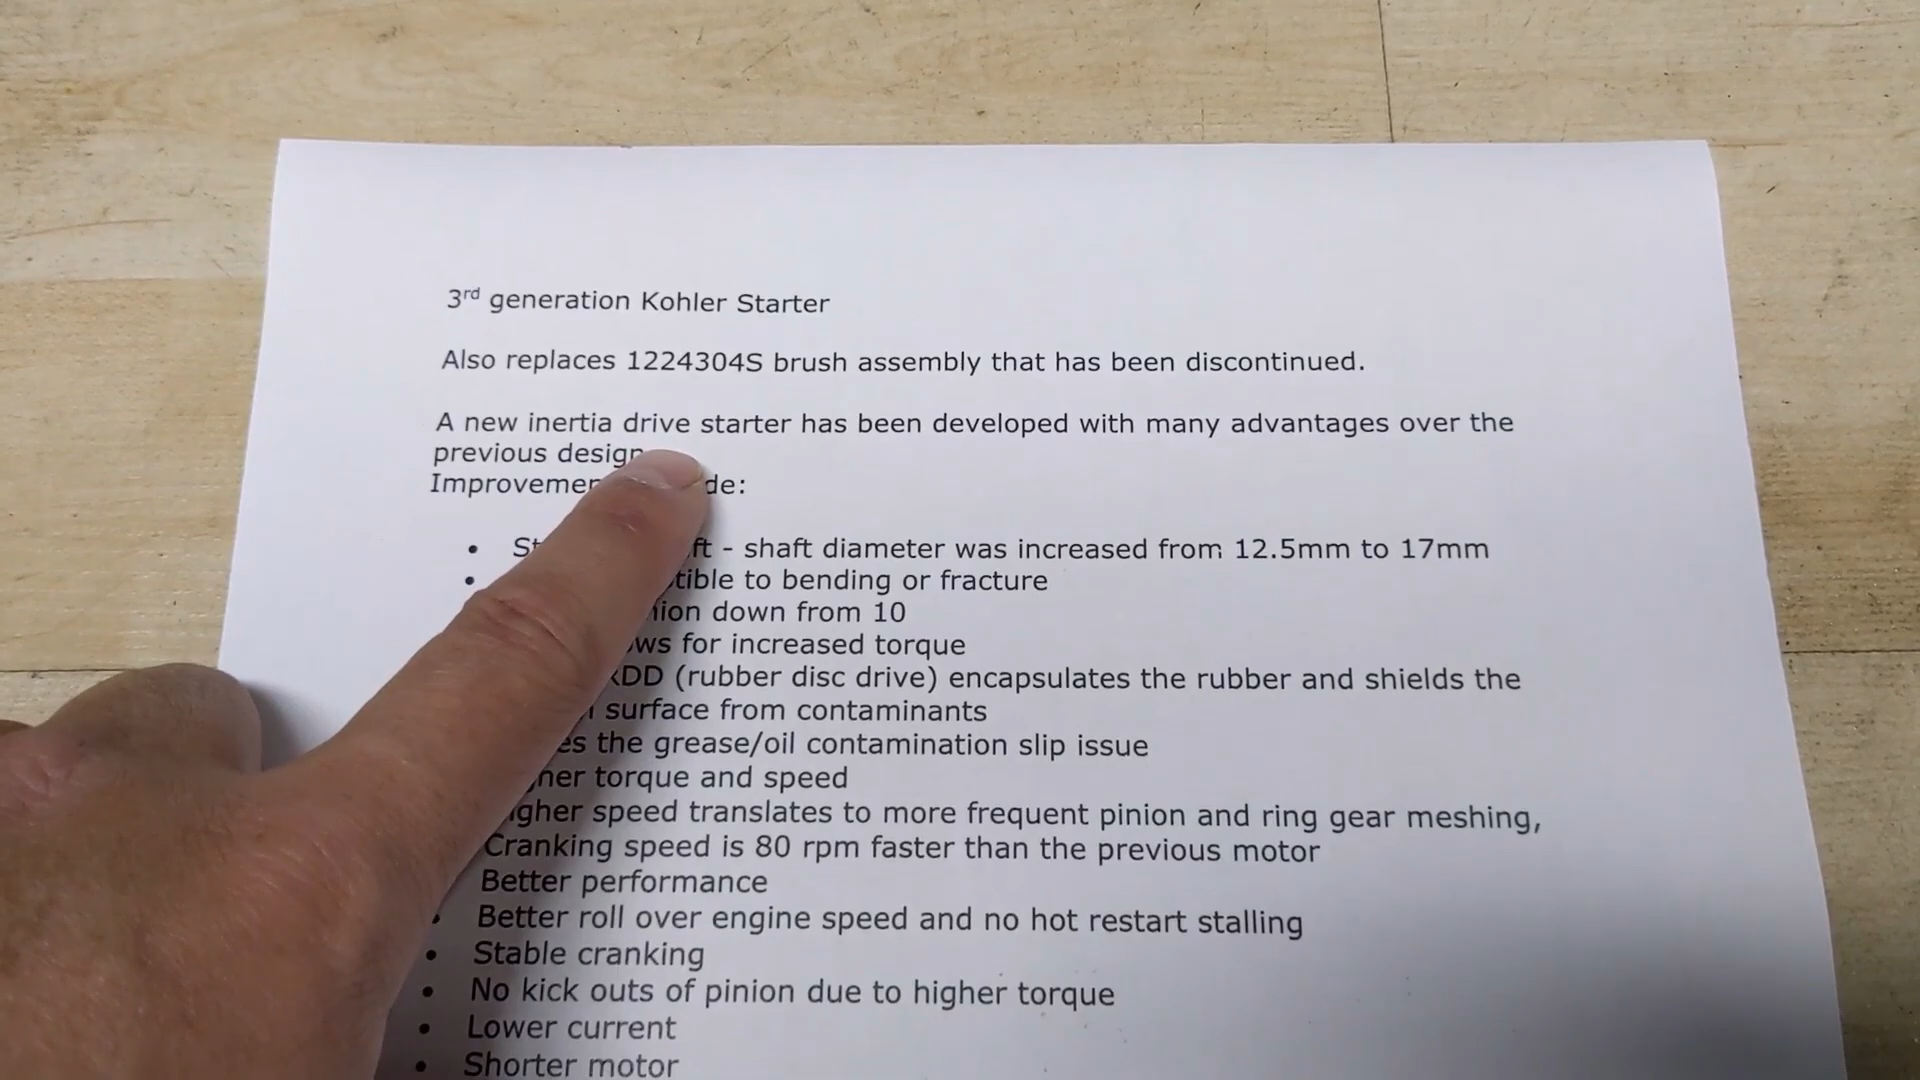 3rd generation Kohler Starter
Also replaces 1224304S brush assembly that has been discontinued.
A new inertia drive starter has been developed with many advantages over the
previous design
Improvemen de:
• St ft - shaft diameter was increased from 12.5mm to 17mm
• tible to bending or fracture
nion down from 10
ows for increased torque
RDD (rubber disc drive) encapsulates the rubber and shields the
surface from contaminants
es the grease/oil contamination slip issue
gher torque and speed
igher speed translates to more frequent pinion and ring gear meshing,
Cranking speed is 80 rpm faster than the previous motor
Better performance
• Better roll over engine speed and no hot restart stalling
• Stable cranking
• No kick outs of pinion due to higher torque
• Lower current
• Shorter motor